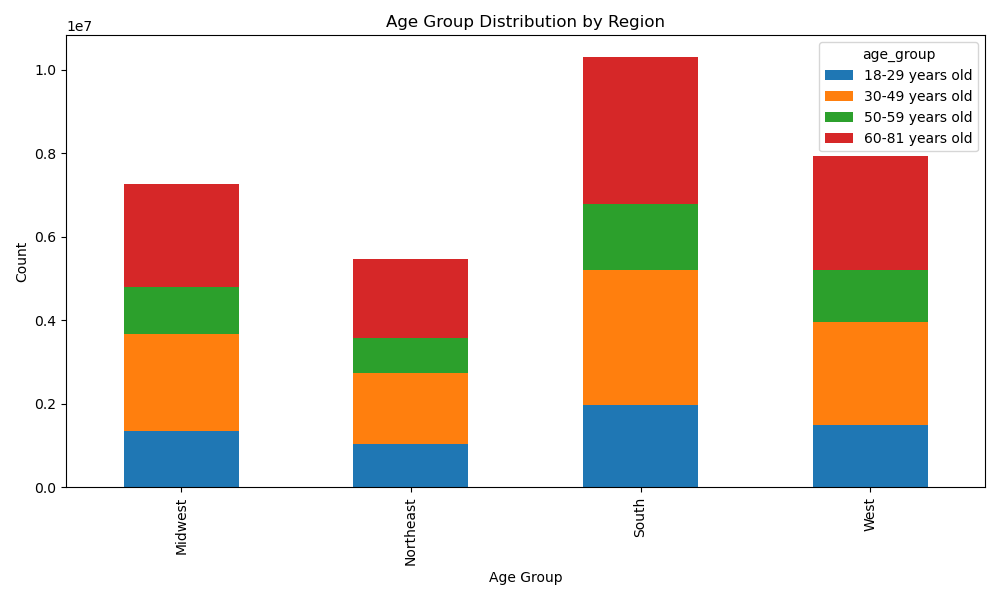 Age Group Distribution by Region
1e7
age_group
18-29 years old
30-49 years old
50-59 years old
60-81 years old
1.0
0.8
0.6
0.4
0.2
0.0
Count
Midwest
Northeast
South
West
Age Group